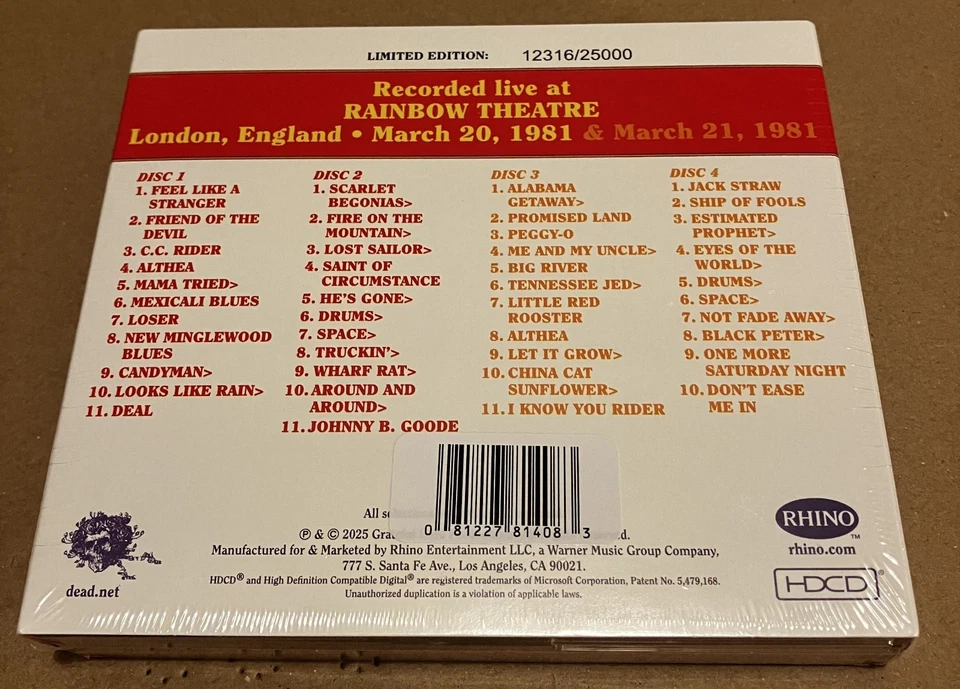 LIMITED EDITION: 12316/25000
Recorded live at
RAINBOW THEATRE
London, England • March 20, 1981 & March 21, 1981
DISC 1
1. FEEL LIKE A
STRANGER
2. FRIEND OF THE
DEVIL
3. C.C. RIDER
4. ALTHEA
5. MAMA TRIED>
6. MEXICALI BLUES
7. LOSER
8. NEW MINGLEWOOD
BLUES
9. CANDYMAN>
10. LOOKS LIKE RAIN>
11. DEAL
DISC 2
1. SCARLET
BEGONIAS>
2. FIRE ON THE
MOUNTAIN>
3. LOST SAILOR>
4. SAINT OF
CIRCUMSTANCE
5. HE'S GONE>
6. DRUMS>
7. SPACE>
8. TRUCKIN'>
9. WHARF RAT>
10. AROUND AND
AROUND>
11. JOHNNY B. GOODE
DISC 3
1. ALABAMA
GETAWAY>
2. PROMISED LAND
3. PEGGY-O
4. ME AND MY UNCLE>
5. BIG RIVER
6. TENNESSEE JED>
7. LITTLE RED
ROOSTER
8. ALTHEA
9. LET IT GROW>
10. CHINA CAT
SUNFLOWER>
11. I KNOW YOU RIDER
DISC 4
1. JACK STRAW
2. SHIP OF FOOLS
3. ESTIMATED
PROPHET>
4. EYES OF THE
WORLD>
5. DRUMS>
6. SPACE>
7. NOT FADE AWAY>
8. BLACK PETER>
9. ONE MORE
SATURDAY NIGHT
10. DON'T EASE
ME IN
0 81227 81408 3
All
℗ & © 2025
Manufactured for & Marketed by Rhino Entertainment LLC, a Warner Music Group Company,
777 S. Santa Fe Ave., Los Angeles, CA 90021.
HDCD® and High Definition Compatible Digital® are registered trademarks of Microsoft Corporation, Patent No. 5,479,168.
Unauthorized duplication is a violation of applicable laws.
dead.net
RHINO™
rhino.com
HDCD®